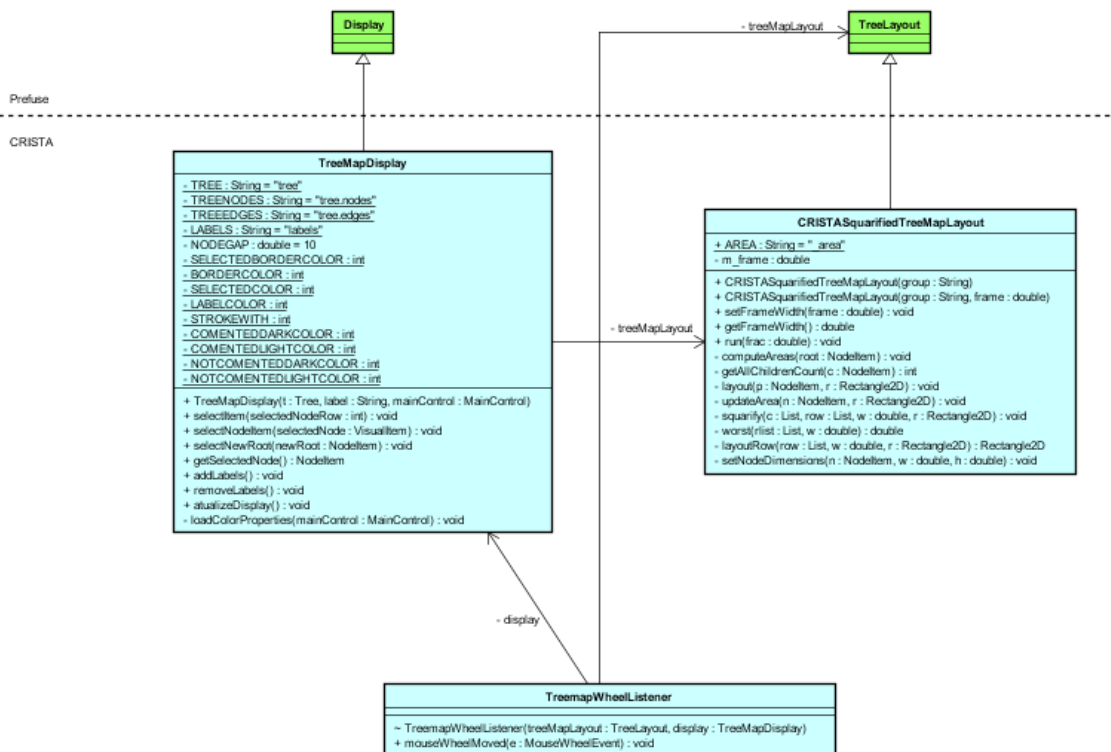 Display
- treeMapLayout
TreeLayout
Prefuse
CRISTA
TreeMapDisplay
- TREE : String = "tree"
- TREENODES : String = "tree.nodes"
- TREEEDGES : String = "tree.edges"
- LABELS : String = "labels"
- NODEGAP : double = 10
- SELECTEDBORDERCOLOR : int
- BORDERCOLOR : int
- SELECTEDCOLOR : int
- LABELCOLOR : int
- STROKEWITH : int
- COMENTEDDARKCOLOR : int
- COMENTEDLIGHTCOLOR : int
- NOTCOMENTEDDARKCOLOR : int
- NOTCOMENTEDLIGHTCOLOR : int
+ TreeMapDisplay(t : Tree, label : String, mainControl : MainControl)
+ selectItem(selectedNodeRow : int) : void
+ selectNodeItem(selectedNode : VisualItem) : void
+ selectNewRoot(newRoot : NodeItem) : void
+ getSelectedNode() : NodeItem
+ addLabels() : void
+ removeLabels() : void
+ atualizeDisplay() : void
- loadColorProperties(mainControl : MainControl) : void
- treeMapLayout
CRISTASquarifiedTreeMapLayout
+ AREA : String = "_area"
- m_frame : double
+ CRISTASquarifiedTreeMapLayout(group : String)
+ CRISTASquarifiedTreeMapLayout(group : String, frame : double)
+ setFrameWidth(frame : double) : void
+ getFrameWidth() : double
+ run(frac : double) : void
- computeAreas(root : NodeItem) : void
- getAllChildrenCount(c : NodeItem) : int
- layout(p : NodeItem, r : Rectangle2D) : void
- updateArea(n : NodeItem, r : Rectangle2D) : void
- squarify(c : List, row : List, w : double, r : Rectangle2D) : void
- worst(rlist : List, w : double) : double
- layoutRow(row : List, w : double, r : Rectangle2D) : Rectangle2D
- setNodeDimensions(n : NodeItem, w : double, h : double) : void
- display
TreemapWheelListener
~ TreemapWheelListener(treeMapLayout : TreeLayout, display : TreeMapDisplay)
+ mouseWheelMoved(e : MouseWheelEvent) : void